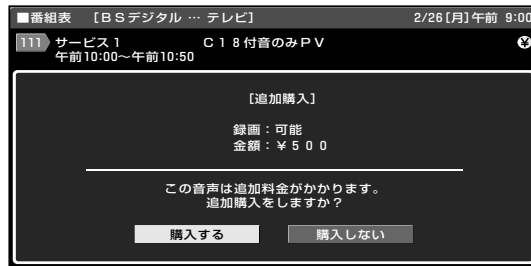 ■番組表 [ＢＳデジタル … テレビ] 2/26[月]午前 9:00
111 サービス１ Ｃ１８付音のみＰＶ ¥
午前10:00～午前10:50
[追加購入]
録画：可能
金額：￥５００
この音声は追加料金がかかります。
追加購入をしますか？
購入する 購入しない